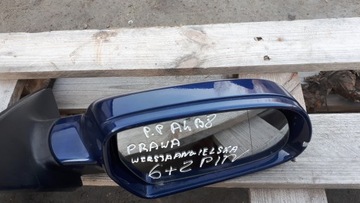 P.P A4 B8
PRAWA
WERSJA ANGIELSKA
6+2 PIN